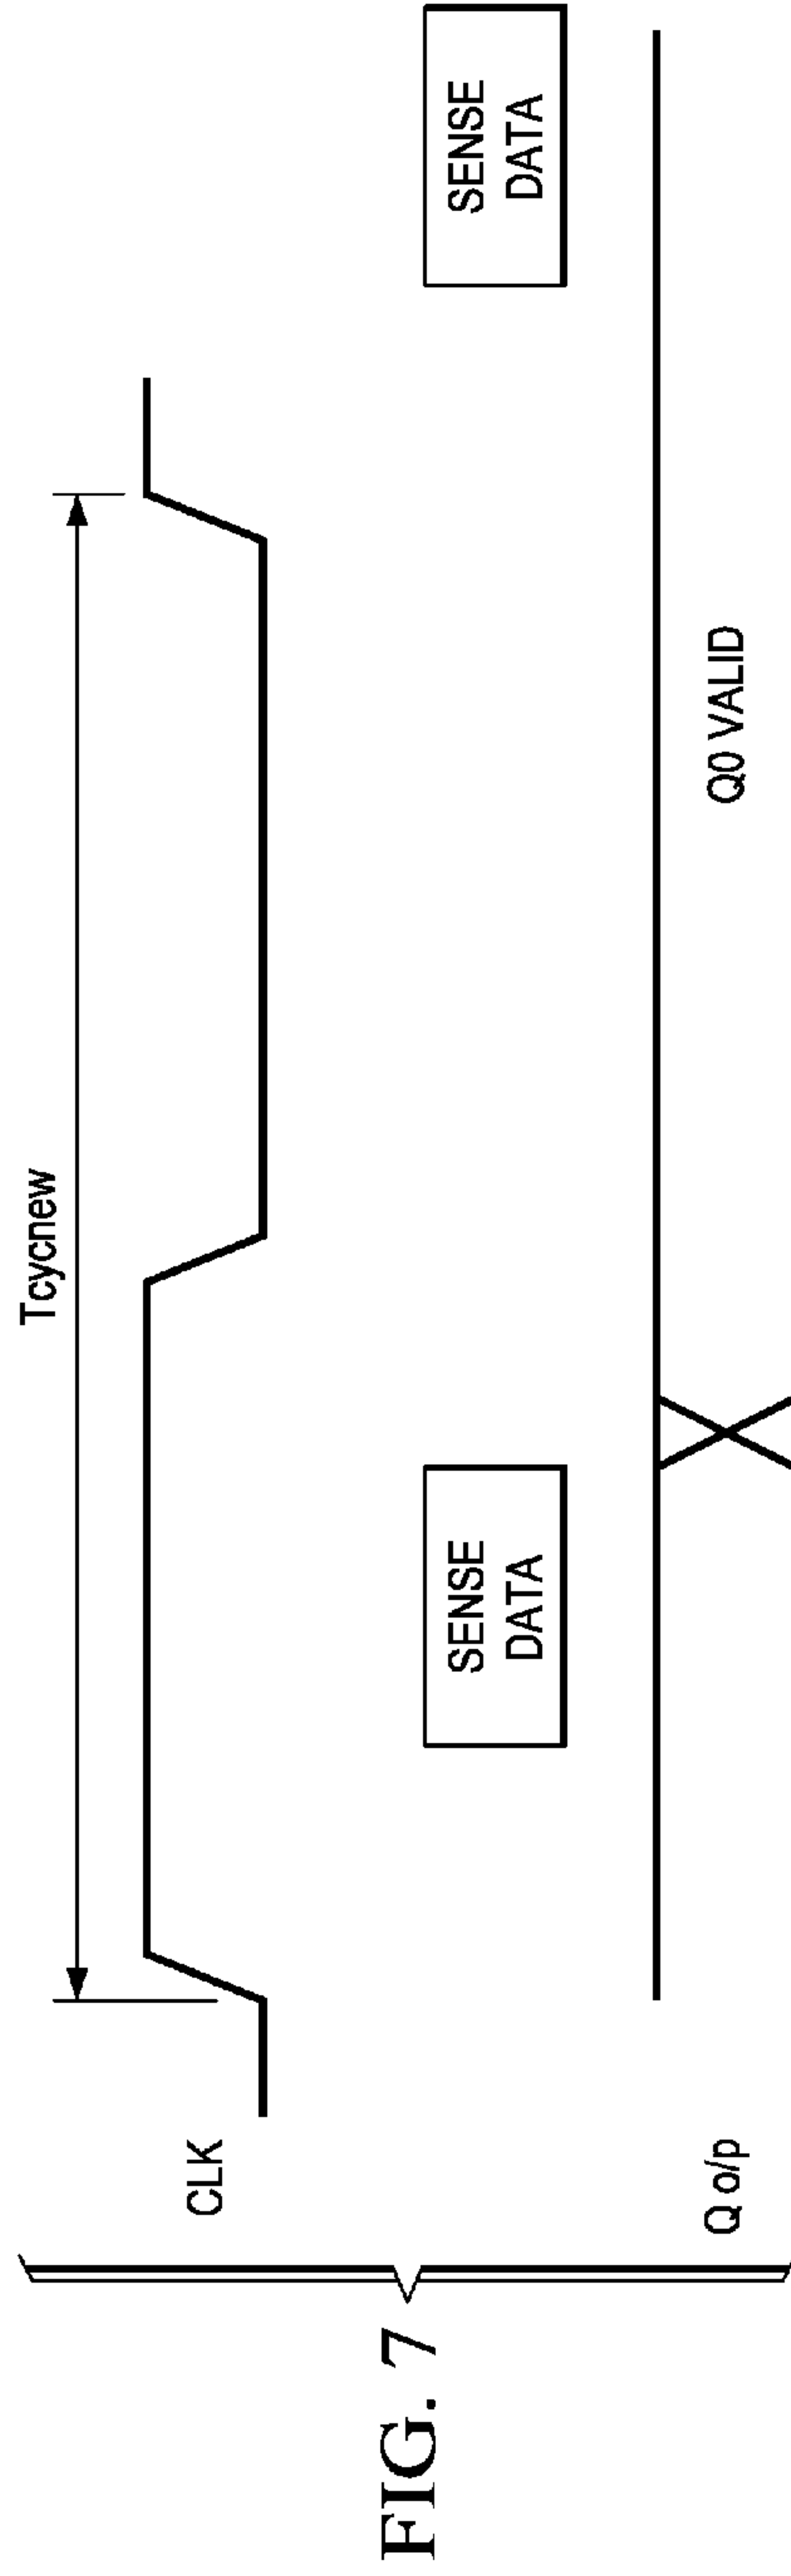 Tcycnew
CLK
SENSE
DATA
SENSE
DATA
Q o/p
Q0 VALID
FIG. 7